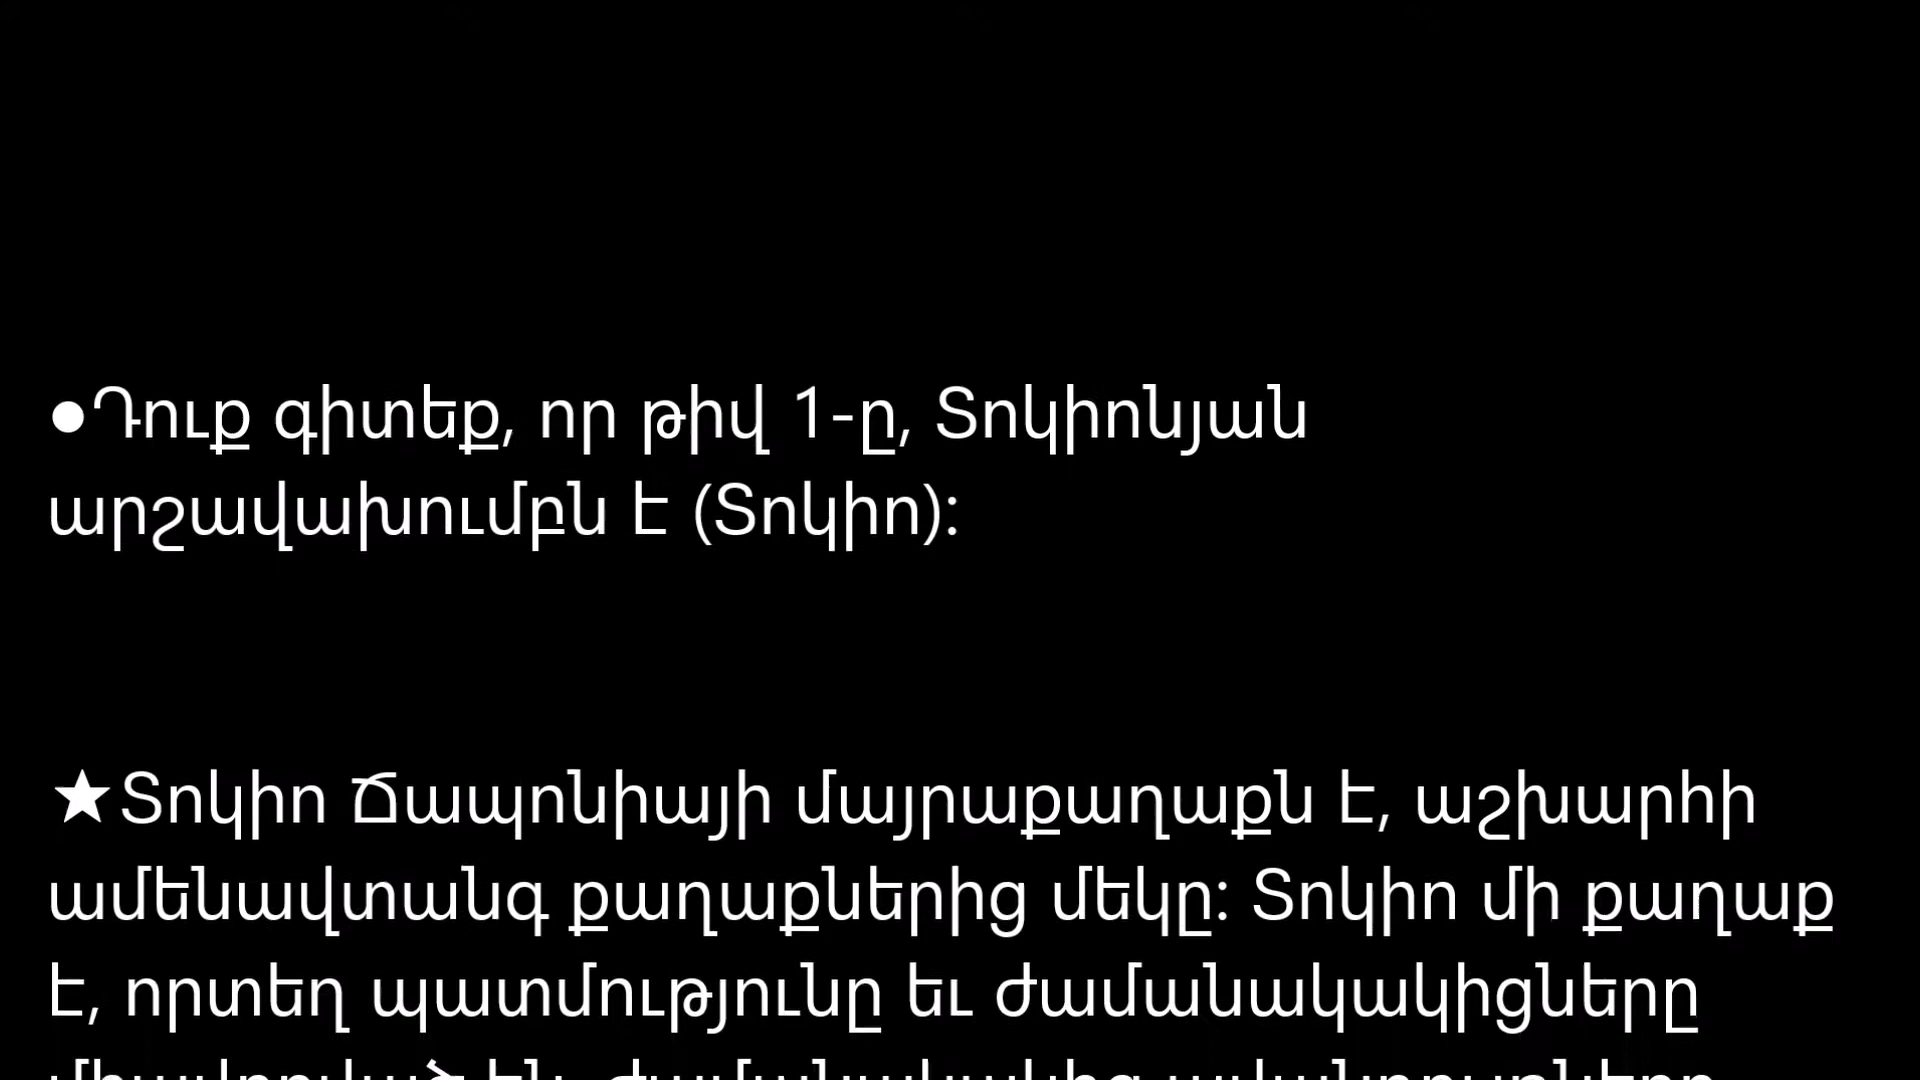 ●Դուք գիտեք, որ թիվ 1-ը, Տոկիոնյան
արշավախումբն է (Տոկիո):
★Տոկիո Ճապոնիայի մայրաքաղաքն է, աշխարհի
ամենավտանգ քաղաքներից մեկը: Տոկիո մի քաղաք
է, որտեղ պատմությունը եւ ժամանակակիցները